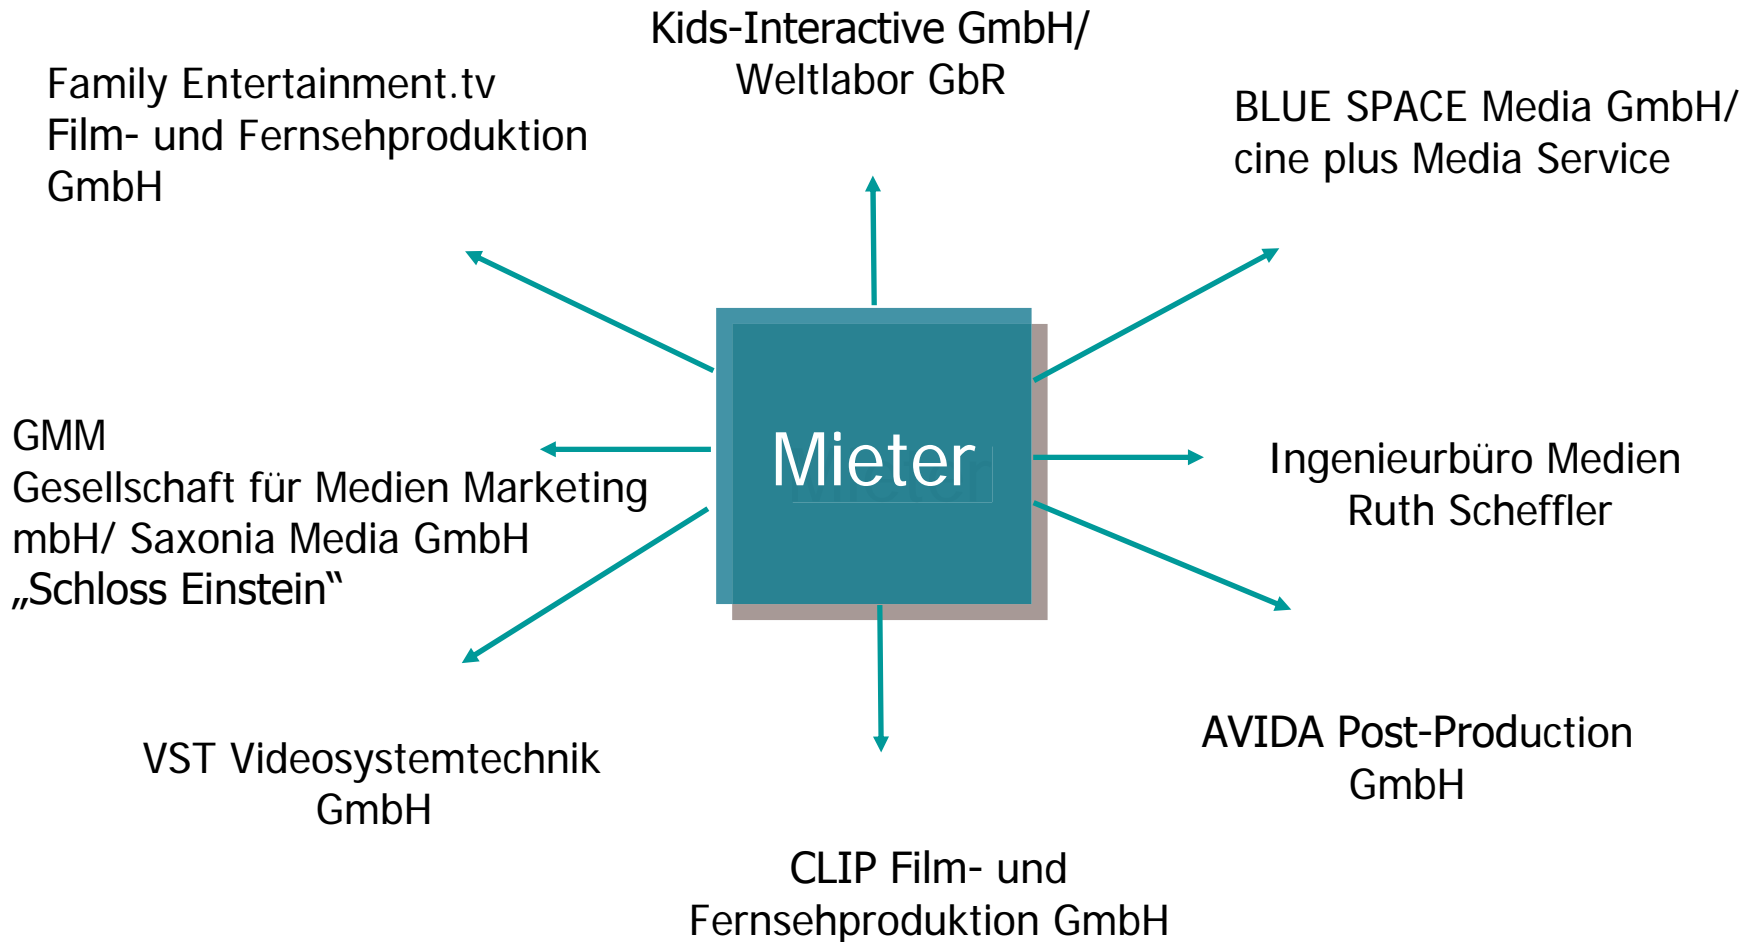 Kids-Interactive GmbH/
Weltlabor GbR
Family Entertainment.tv
Film- und Fernsehproduktion
GmbH
BLUE SPACE Media GmbH/
cine plus Media Service
Mieter
GMM
Gesellschaft für Medien Marketing
mbH/ Saxonia Media GmbH
„Schloss Einstein“
Ingenieurbüro Medien
Ruth Scheffler
VST Videosystemtechnik
GmbH
AVIDA Post-Production
GmbH
CLIP Film- und
Fernsehproduktion GmbH